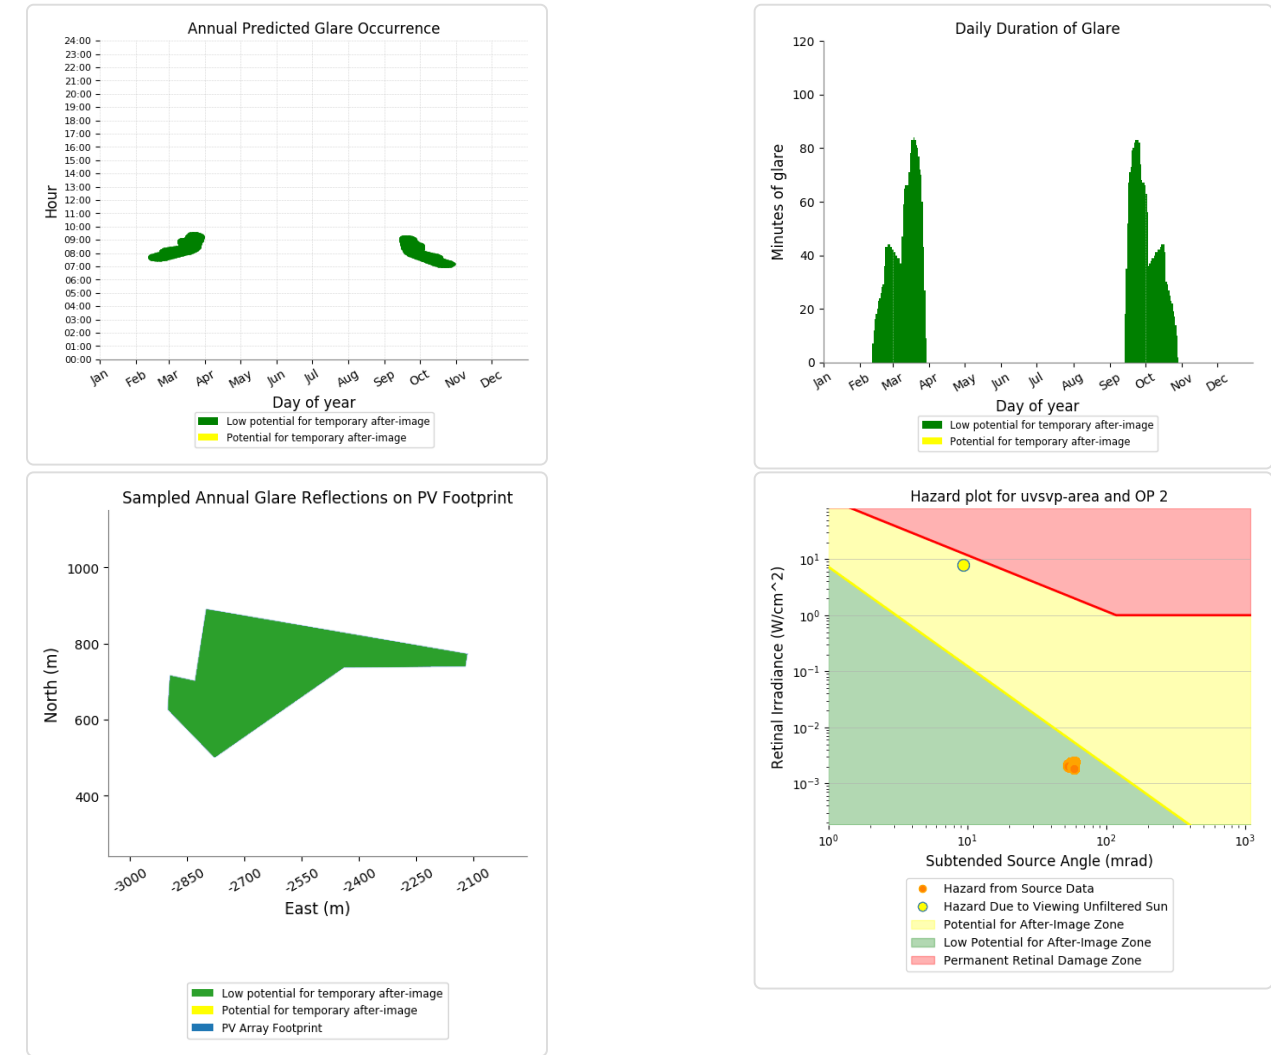 Annual Predicted Glare Occurrence
24:00
23:00
22:00
21:00
20:00
19:00
18:00
17:00
16:00
15:00
14:00
13:00
12:00
11:00
10:00
09:00
08:00
07:00
06:00
05:00
04:00
03:00
02:00
01:00
00:00
Hour
Jan Feb Mar Apr May Jun Jul Aug Sep Oct Nov Dec
Day of year
Low potential for temporary after-image
Potential for temporary after-image
Daily Duration of Glare
120
100
80
60
40
20
0
Minutes of glare
Jan Feb Mar Apr May Jun Jul Aug Sep Oct Nov Dec
Day of year
Low potential for temporary after-image
Potential for temporary after-image
Sampled Annual Glare Reflections on PV Footprint
1000
800
600
400
North (m)
-3000 -2850 -2700 -2550 -2400 -2250 -2100
East (m)
Low potential for temporary after-image
Potential for temporary after-image
PV Array Footprint
Hazard plot for uvsvp-area and OP 2
10^1
10^0
10^-1
10^-2
10^-3
Retinal Irradiance (W/cm^2)
10^0 10^1 10^2 10^3
Subtended Source Angle (mrad)
Hazard from Source Data
Hazard Due to Viewing Unfiltered Sun
Potential for After-Image Zone
Low Potential for After-Image Zone
Permanent Retinal Damage Zone